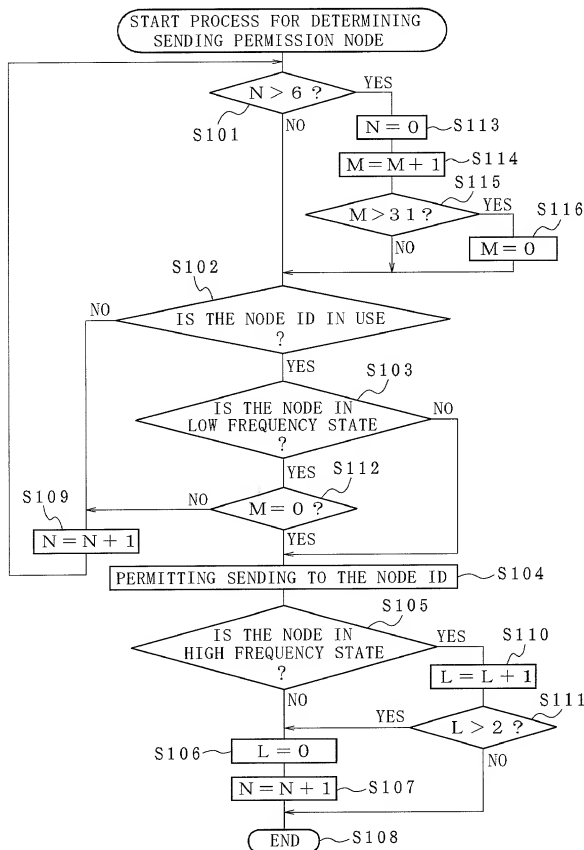 START PROCESS FOR DETERMINING
SENDING PERMISSION NODE
N > 6 ?
YES
S101
NO
N = 0
S113
M = M + 1
S114
S115
M > 31 ?
YES
S116
M = 0
NO
S102
NO
IS THE NODE ID IN USE
?
YES
S103
IS THE NODE IN
LOW FREQUENCY STATE
?
NO
YES
S112
S109
NO
M = 0 ?
N = N + 1
YES
PERMITTING SENDING TO THE NODE ID
S104
S105
IS THE NODE IN
HIGH FREQUENCY STATE
?
YES
S110
L = L + 1
NO
S111
YES
L > 2 ?
S106
L = 0
NO
N = N + 1
S107
END
S108